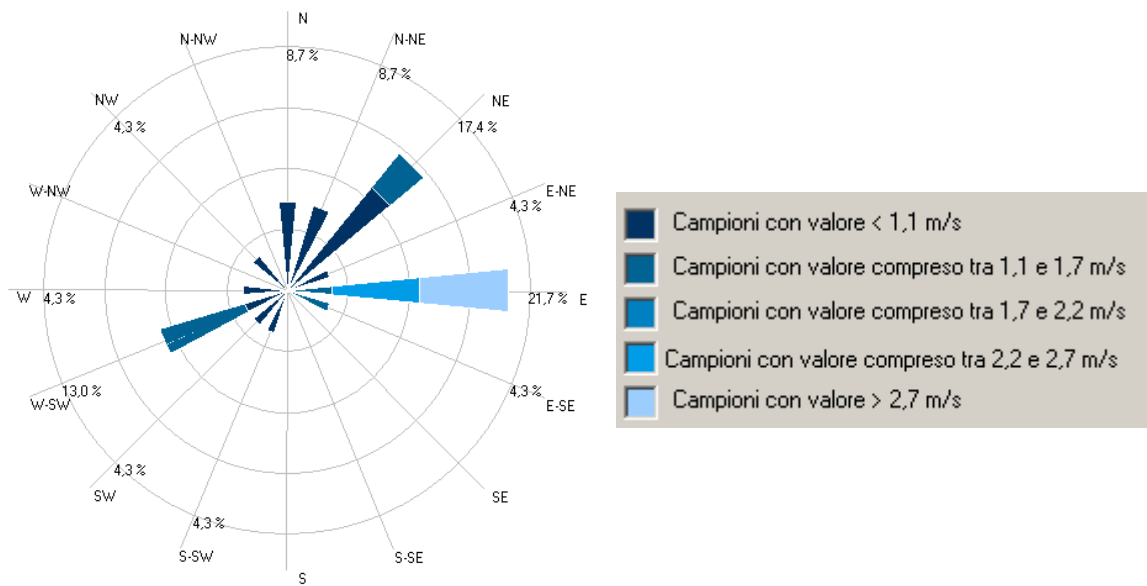 N
8,7 %
N-NE
8,7 %
NE
17,4 %
E-NE
4,3 %
E
21,7 %
E-SE
4,3 %
SE
S-SE
S
S-SW
4,3 %
SW
4,3 %
W-SW
13,0 %
W
4,3 %
W-NW
NW
4,3 %
N-NW
Campioni con valore < 1,1 m/s
Campioni con valore compreso tra 1,1 e 1,7 m/s
Campioni con valore compreso tra 1,7 e 2,2 m/s
Campioni con valore compreso tra 2,2 e 2,7 m/s
Campioni con valore > 2,7 m/s